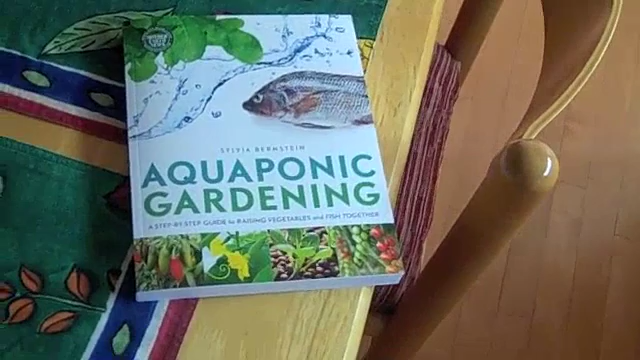 SYLVIA BERNSTEIN
AQUAPONIC
GARDENING
A STEP-BY-STEP GUIDE to RAISING VEGETABLES and FISH TOGETHER